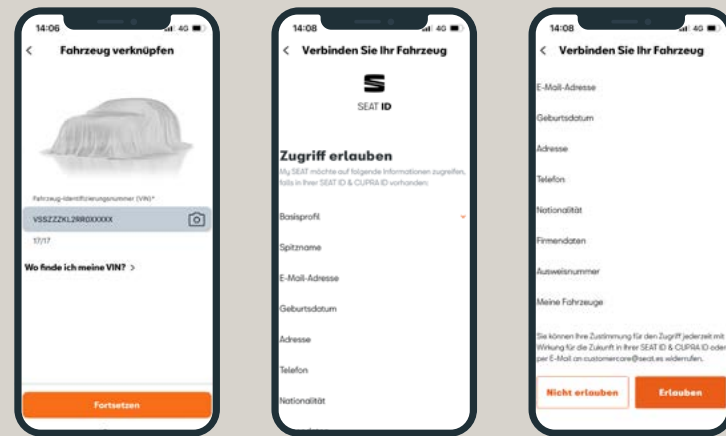 14:06
4G
Fahrzeug verknüpfen
Fahrzeug-Identifizierungsnummer (VIN)*
17/17
Wo finde ich meine VIN? >
Fortsetzen
14:08
4G
Verbinden Sie Ihr Fahrzeug
SEAT ID
Zugriff erlauben
My SEAT möchte auf folgende Informationen zugreifen,
falls in Ihrer SEAT ID & CUPRA ID vorhanden:
Basisprofil
Spitzname
E-Mail-Adresse
Geburtsdatum
Adresse
Telefon
Nationalität
14:08
4G
Verbinden Sie Ihr Fahrzeug
E-Mail-Adresse
Geburtsdatum
Adresse
Telefon
Nationalität
Firmendaten
Ausweisnummer
Meine Fahrzeuge
Sie können Ihre Zustimmung für den Zugriff jederzeit mit
Wirkung für die Zukunft in Ihrer SEAT ID & CUPRA ID oder
per E-Mail an customercare@seat.es widerrufen.
Nicht erlauben
Erlauben